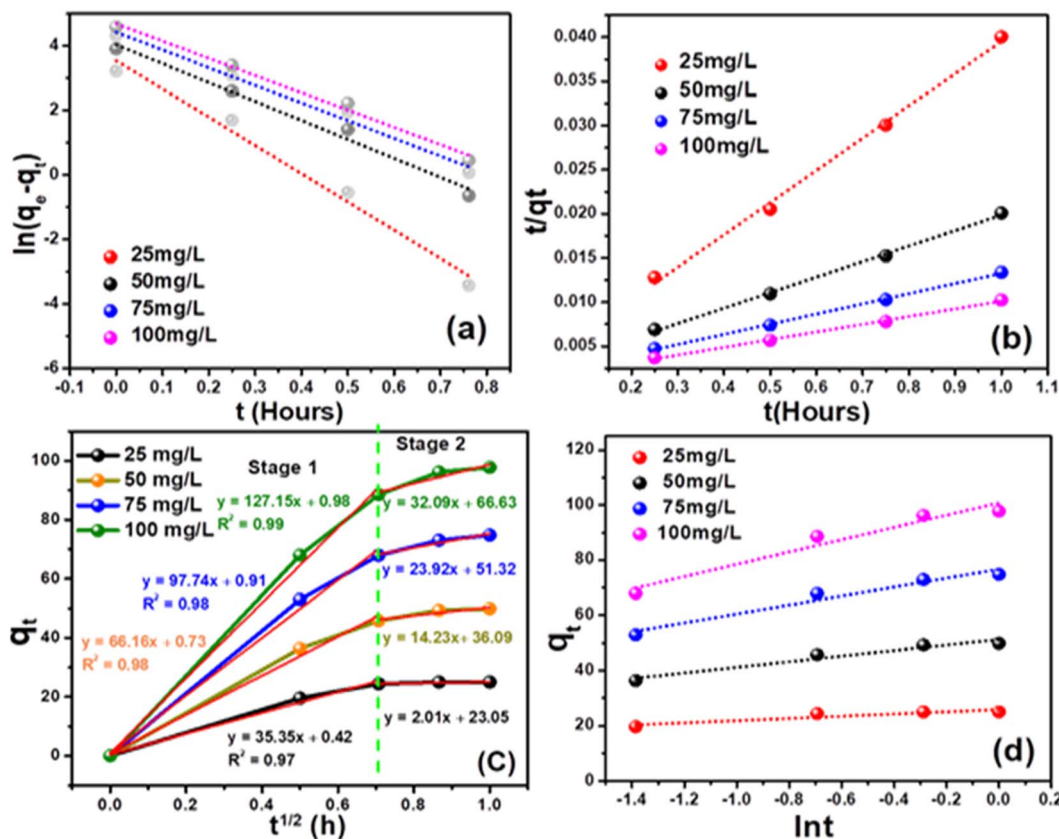 4
2
0
-2
-4
-6
-0.1 0.0 0.1 0.2 0.3 0.4 0.5 0.6 0.7 0.8
ln(qe-qt)
t (Hours)
25mg/L
50mg/L
75mg/L
100mg/L
(a)
0.040
0.035
0.030
0.025
0.020
0.015
0.010
0.005
0.2 0.3 0.4 0.5 0.6 0.7 0.8 0.9 1.0 1.1
t/qt
t(Hours)
25mg/L
50mg/L
75mg/L
100mg/L
(b)
100
80
60
40
20
0
0.0 0.2 0.4 0.6 0.8 1.0
qt
t1/2 (h)
25 mg/L
50 mg/L
75 mg/L
100 mg/L
Stage 1
Stage 2
y = 127.15x + 0.98
R2 = 0.99
y = 32.09x + 66.63
y = 97.74x + 0.91
R2 = 0.98
y = 23.92x + 51.32
y = 66.16x + 0.73
R2 = 0.98
y = 14.23x + 36.09
y = 35.35x + 0.42
R2 = 0.97
y = 2.01x + 23.05
(C)
120
100
80
60
40
20
0
-1.4 -1.2 -1.0 -0.8 -0.6 -0.4 -0.2 0.0 0.2
qt
lnt
25mg/L
50mg/L
75mg/L
100mg/L
(d)